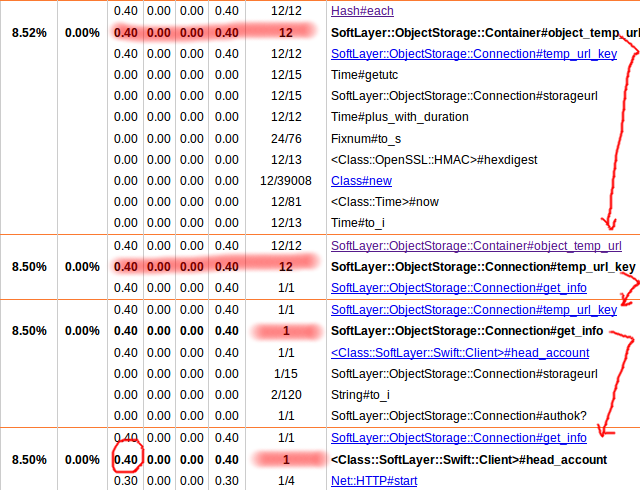 0.40 0.00 0.00 0.40 12/12 Hash#each
8.52% 0.00% 0.40 0.00 0.00 0.40 12 SoftLayer::ObjectStorage::Container#object_temp_url
0.40 0.00 0.00 0.40 12/12 SoftLayer::ObjectStorage::Connection#temp_url_key
0.00 0.00 0.00 0.00 12/15 Time#getutc
0.00 0.00 0.00 0.00 12/15 SoftLayer::ObjectStorage::Connection#storageurl
0.00 0.00 0.00 0.00 12/12 Time#plus_with_duration
0.00 0.00 0.00 0.00 24/76 Fixnum#to_s
0.00 0.00 0.00 0.00 12/13 <Class::OpenSSL::HMAC>#hexdigest
0.00 0.00 0.00 0.00 12/39008 Class#new
0.00 0.00 0.00 0.00 12/81 <Class::Time>#now
0.00 0.00 0.00 0.00 12/13 Time#to_i
0.40 0.00 0.00 0.40 12/12 SoftLayer::ObjectStorage::Container#object_temp_url
8.50% 0.00% 0.40 0.00 0.00 0.40 12 SoftLayer::ObjectStorage::Connection#temp_url_key
0.40 0.00 0.00 0.40 1/1 SoftLayer::ObjectStorage::Connection#get_info
0.40 0.00 0.00 0.40 1/1 SoftLayer::ObjectStorage::Connection#temp_url_key
8.50% 0.00% 0.40 0.00 0.00 0.40 1 SoftLayer::ObjectStorage::Connection#get_info
0.40 0.00 0.00 0.40 1/1 <Class::SoftLayer::Swift::Client>#head_account
0.00 0.00 0.00 0.00 1/15 SoftLayer::ObjectStorage::Connection#storageurl
0.00 0.00 0.00 0.00 2/120 String#to_i
0.00 0.00 0.00 0.00 1/1 SoftLayer::ObjectStorage::Connection#authok?
0.40 0.00 0.00 0.40 1/1 SoftLayer::ObjectStorage::Connection#get_info
8.50% 0.00% 0.40 0.00 0.00 0.40 1 <Class::SoftLayer::Swift::Client>#head_account
0.30 0.00 0.00 0.30 1/4 Net::HTTP#start